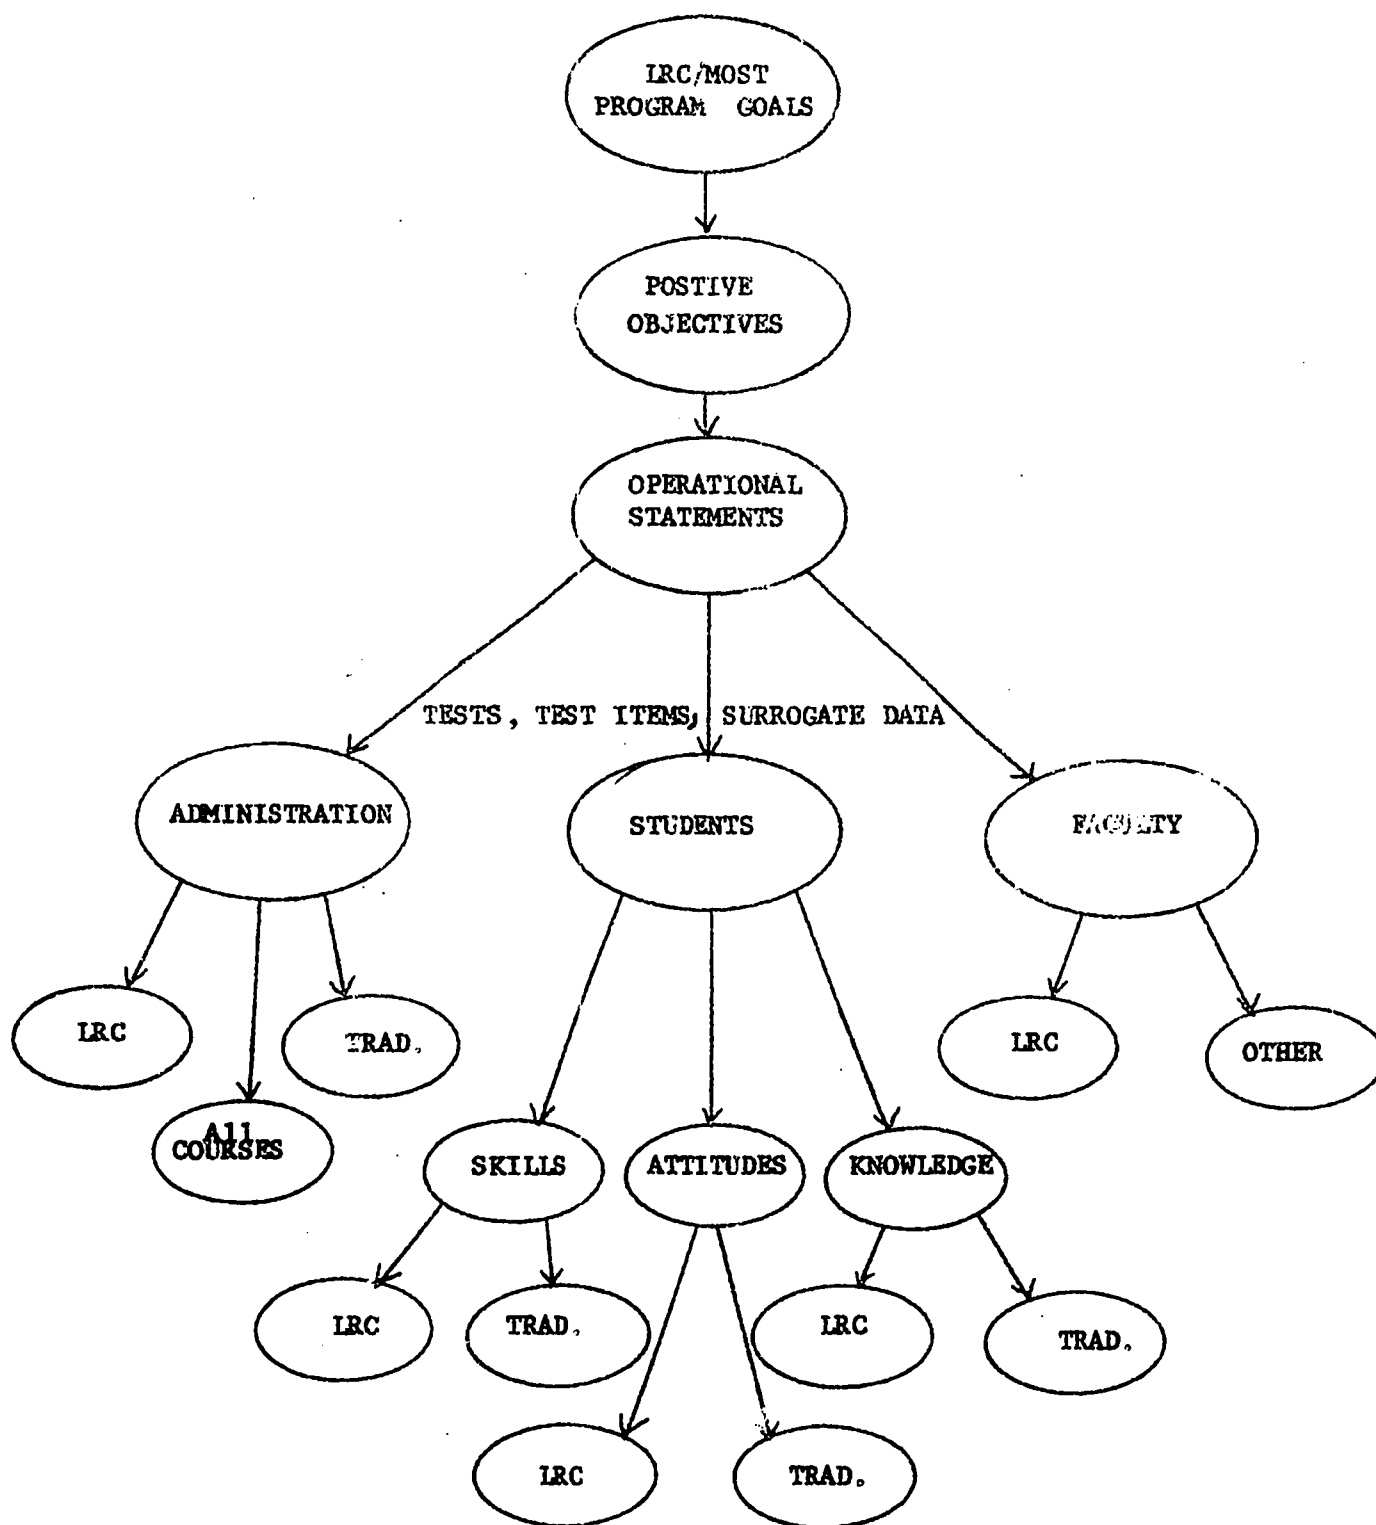 LRC/MOST
PROGRAM GOALS
POSTIVE
OBJECTIVES
OPERATIONAL
STATEMENTS
TESTS, TEST ITEMS, SURROGATE DATA
ADMINISTRATION
STUDENTS
FACULTY
LRC
TRAD.
All
COURSES
LRC
OTHER
SKILLS
ATTITUDES
KNOWLEDGE
LRC
TRAD.
LRC
TRAD.
LRC
TRAD.